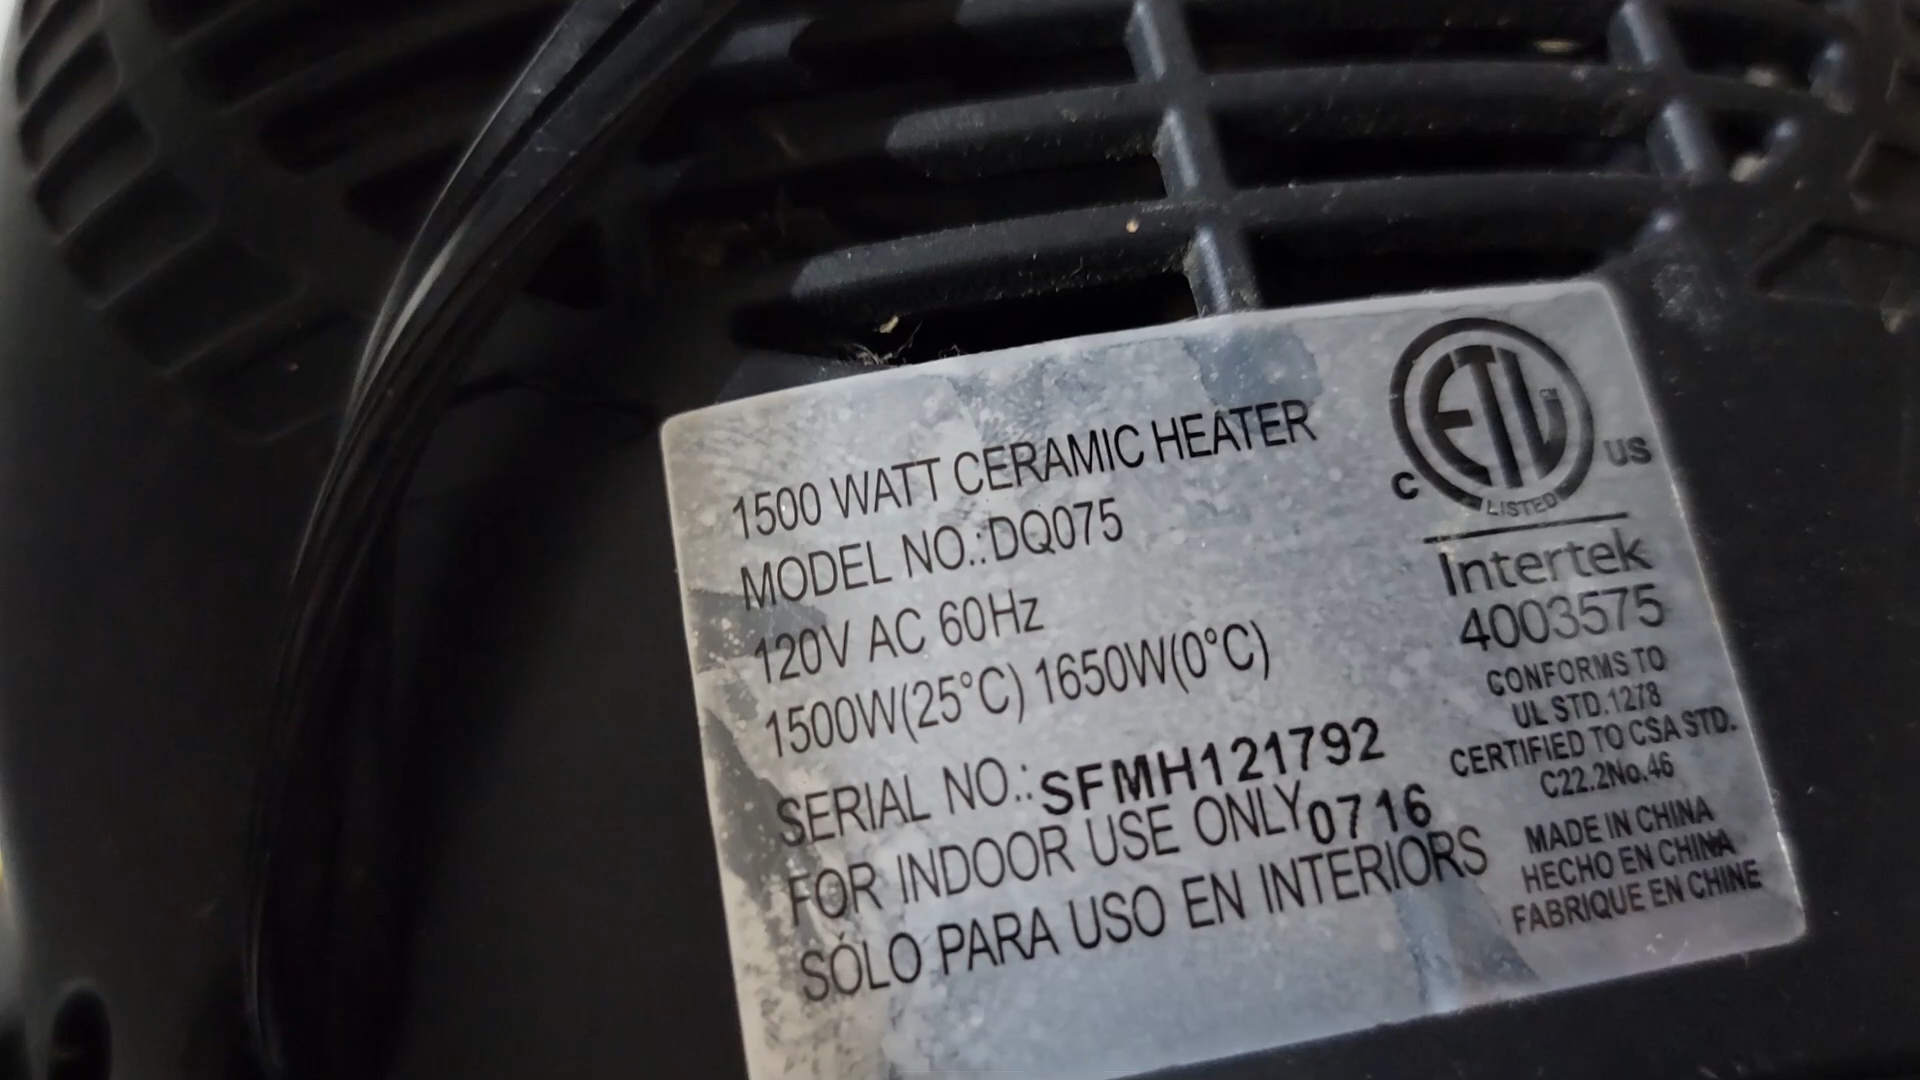 1500 WATT CERAMIC HEATER
MODEL NO.:DQ075
120V AC 60Hz
1500W(25°C) 1650W(0°C)
SERIAL NO.: SFMH121792
FOR INDOOR USE ONLY 0716
SÓLO PARA USO EN INTERIORS
ETL CM
C US
LISTED
Intertek
4003575
CONFORMS TO
UL STD.1278
CERTIFIED TO CSA STD.
C22.2No.46
MADE IN CHINA
HECHO EN CHINA
FABRIQUE EN CHINE